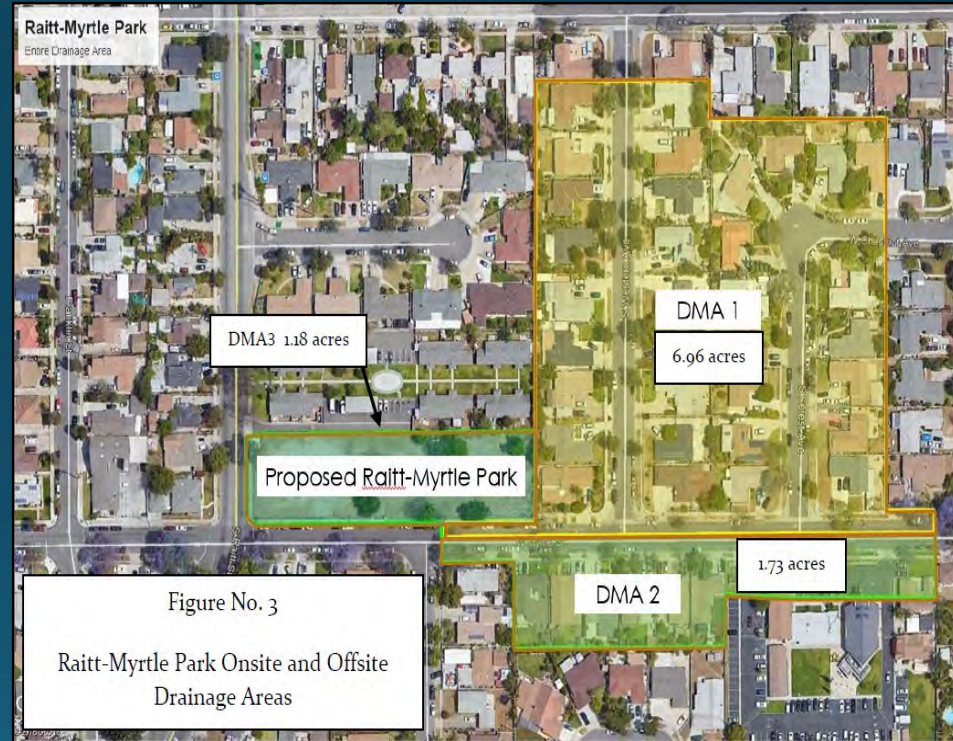 Raitt-Myrtle Park
Entire Drainage Area
DMA 1
6.96 acres
DMA3 1.18 acres
Proposed Raitt-Myrtle Park
1.73 acres
DMA 2
Figure No. 3
Raitt-Myrtle Park Onsite and Offsite
Drainage Areas